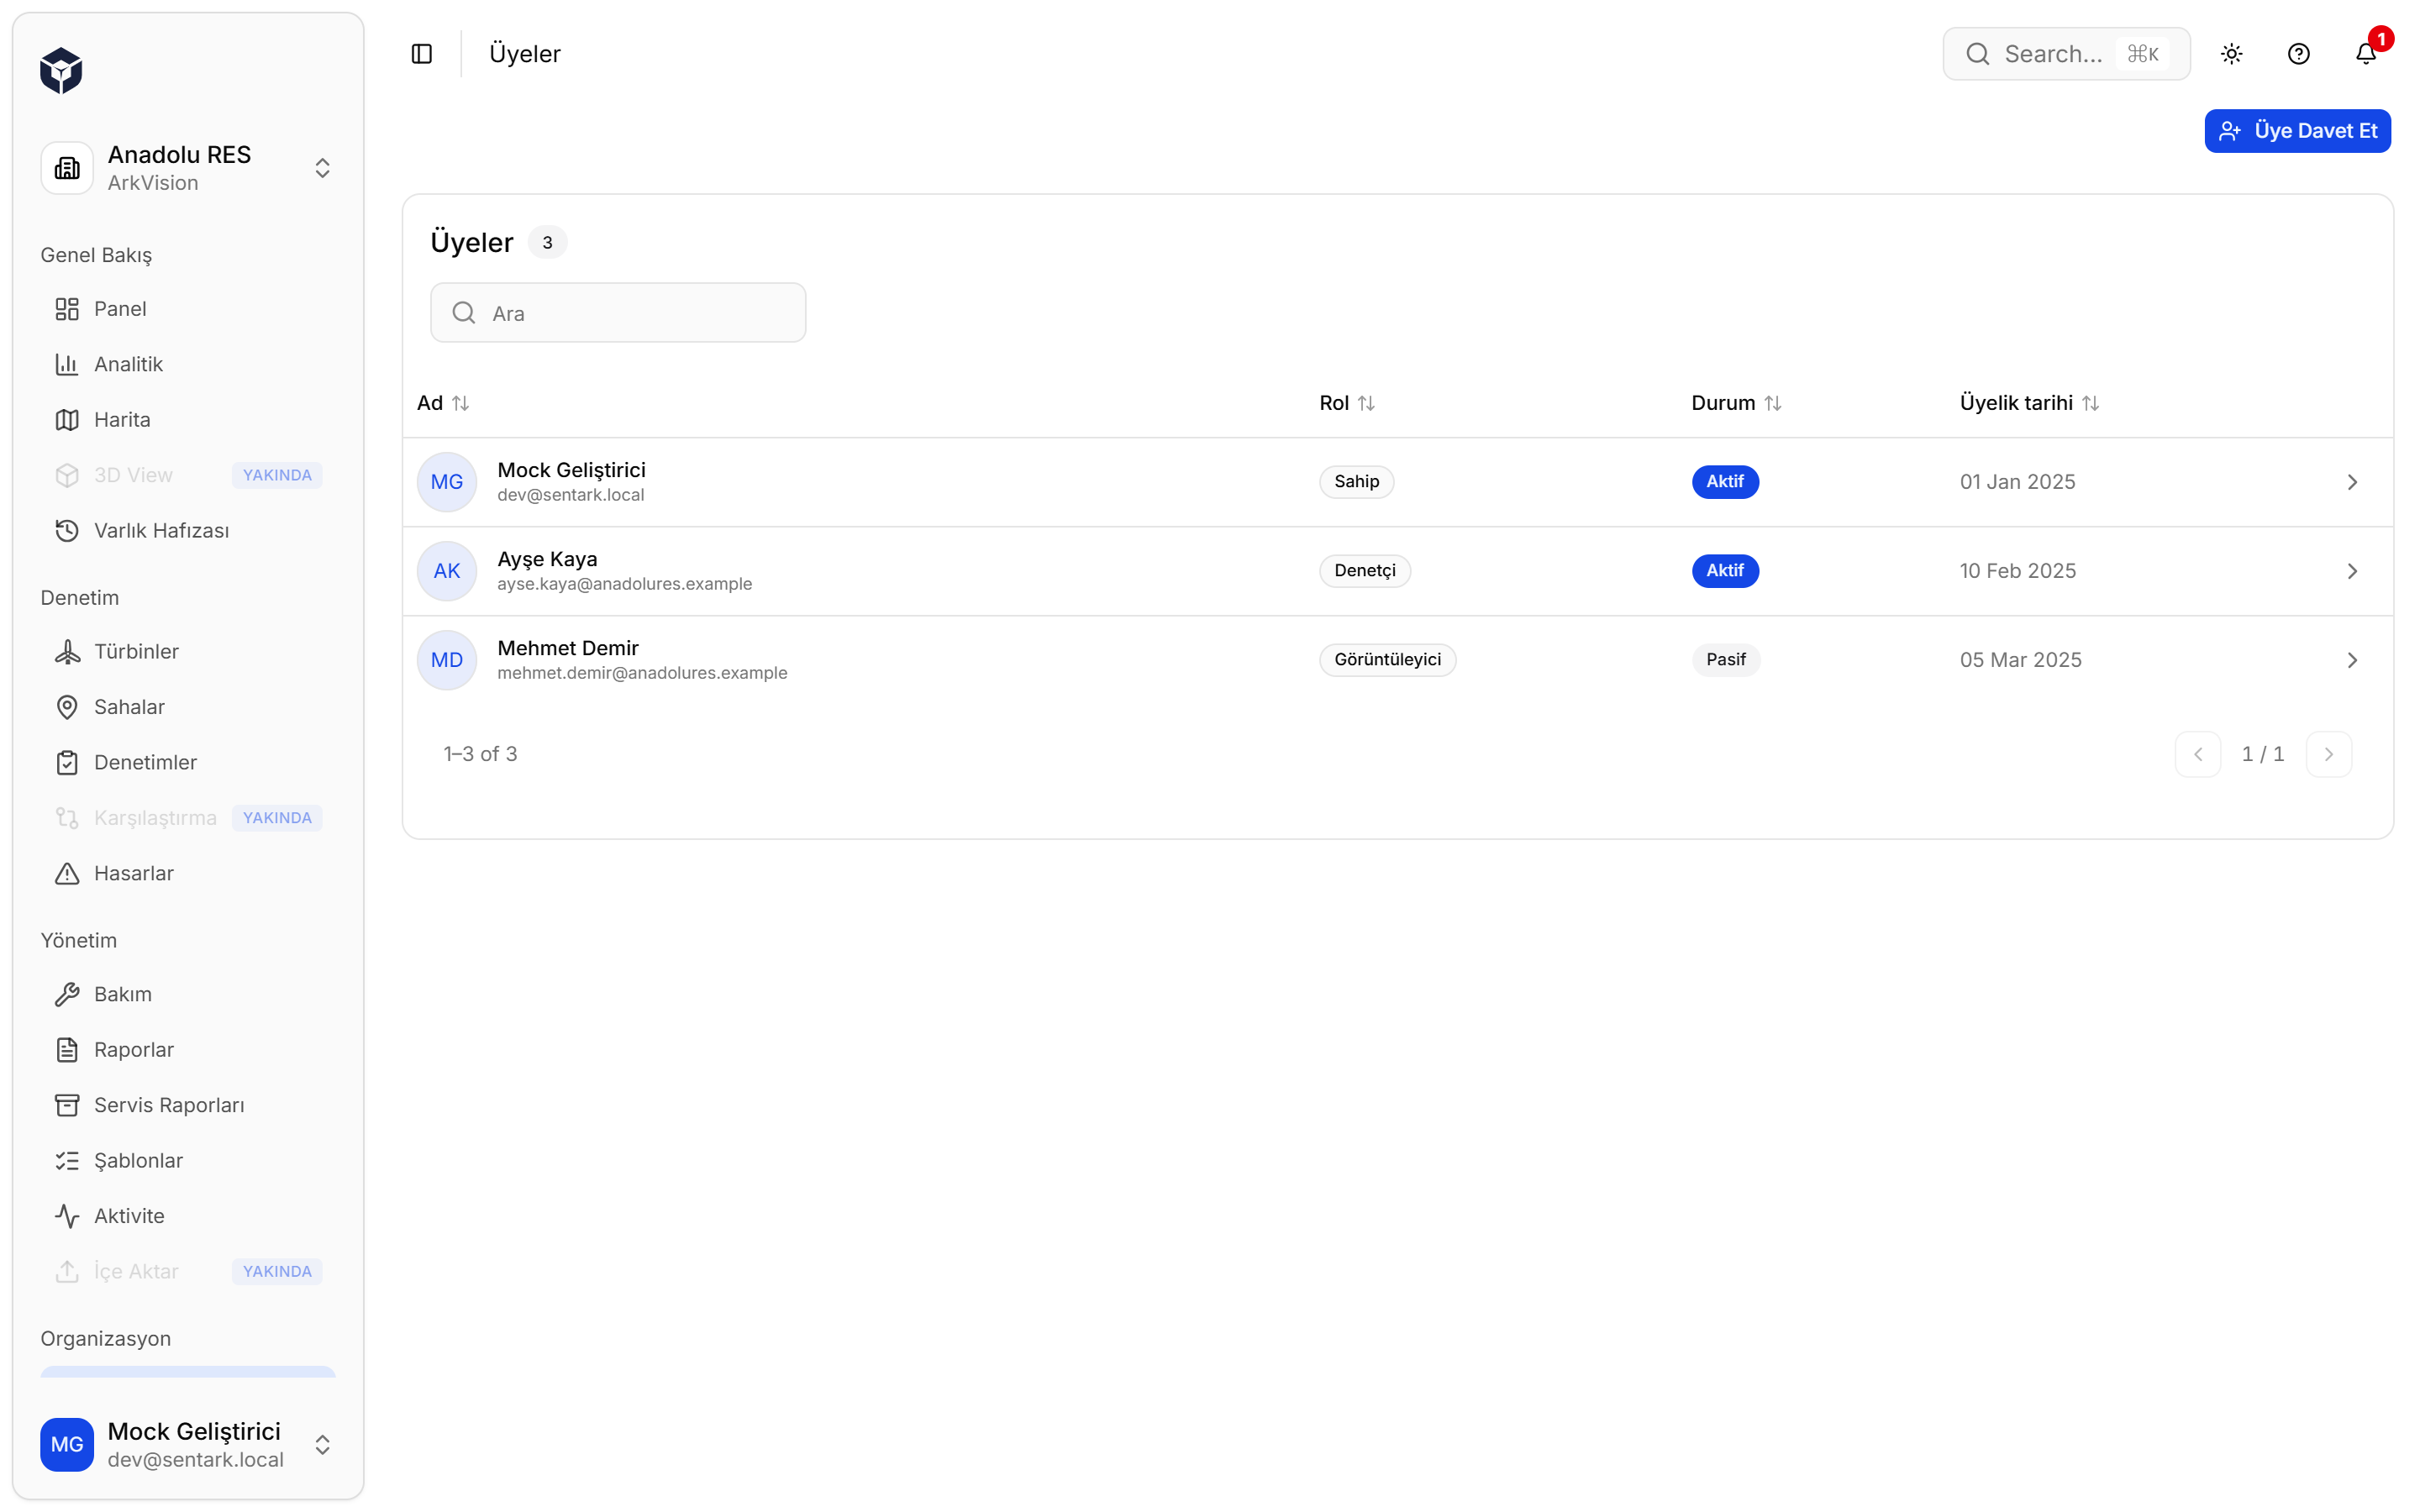 Anadolu RES
ArkVision
Genel Bakış
Panel
Analitik
Harita
3D View YAKINDA
Varlık Hafızası
Denetim
Türbinler
Sahalar
Denetimler
Karşılaştırma YAKINDA
Hasarlar
Yönetim
Bakım
Raporlar
Servis Raporları
Şablonlar
Aktivite
İçe Aktar YAKINDA
Organizasyon
MG
Mock Geliştirici
dev@sentark.local
Üyeler
Search... ⌘K
1
Üye Davet Et
Üyeler 3
Ara
Ad Rol Durum Üyelik tarihi
MG Mock Geliştirici Sahip Aktif 01 Jan 2025
dev@sentark.local
AK Ayşe Kaya Denetçi Aktif 10 Feb 2025
ayse.kaya@anadolures.example
MD Mehmet Demir Görüntüleyici Pasif 05 Mar 2025
mehmet.demir@anadolures.example
1–3 of 3
1 / 1